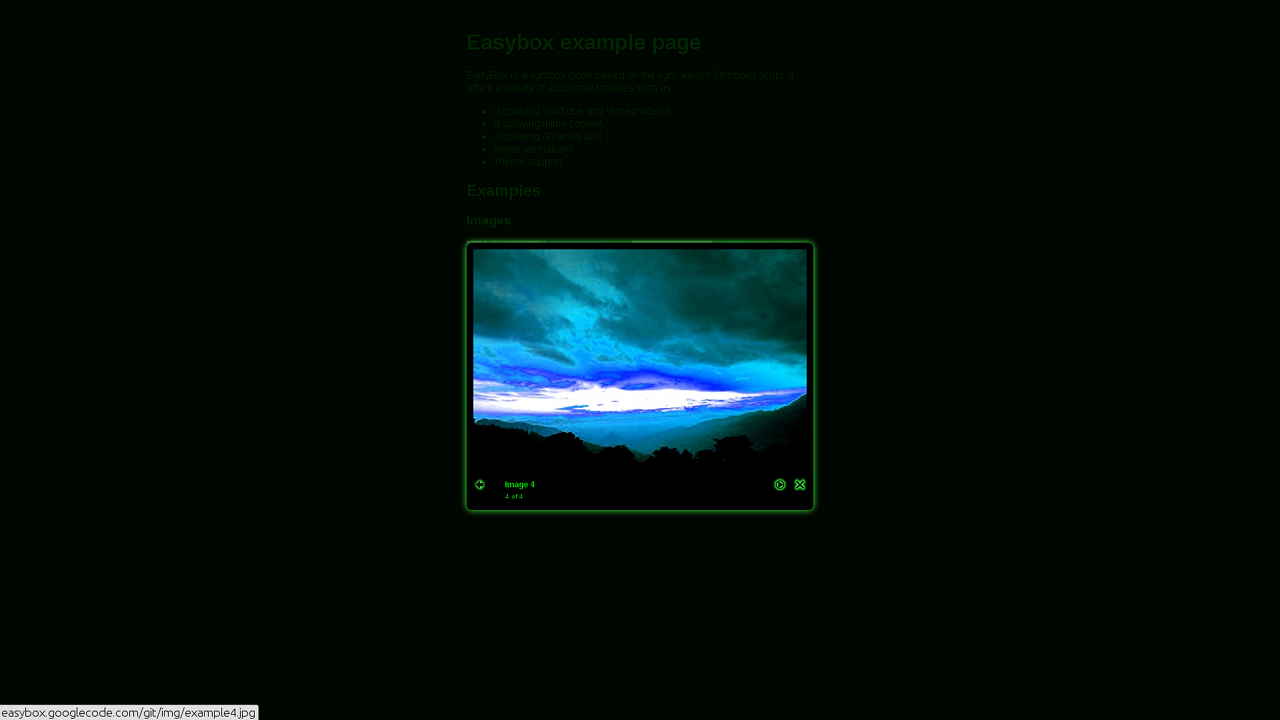 Easybox example page
EasyBox is a lightbox clone based on the light-weight Slimbox2 script. It
offers a variety of additional features such as:
displaying YouTube and Vimeo videos,
displaying inline content,
displaying iFrames and
better animations.
Theme support
Examples
Images
Image 4
4 of 4
easybox.googlecode.com/git/img/example4.jpg